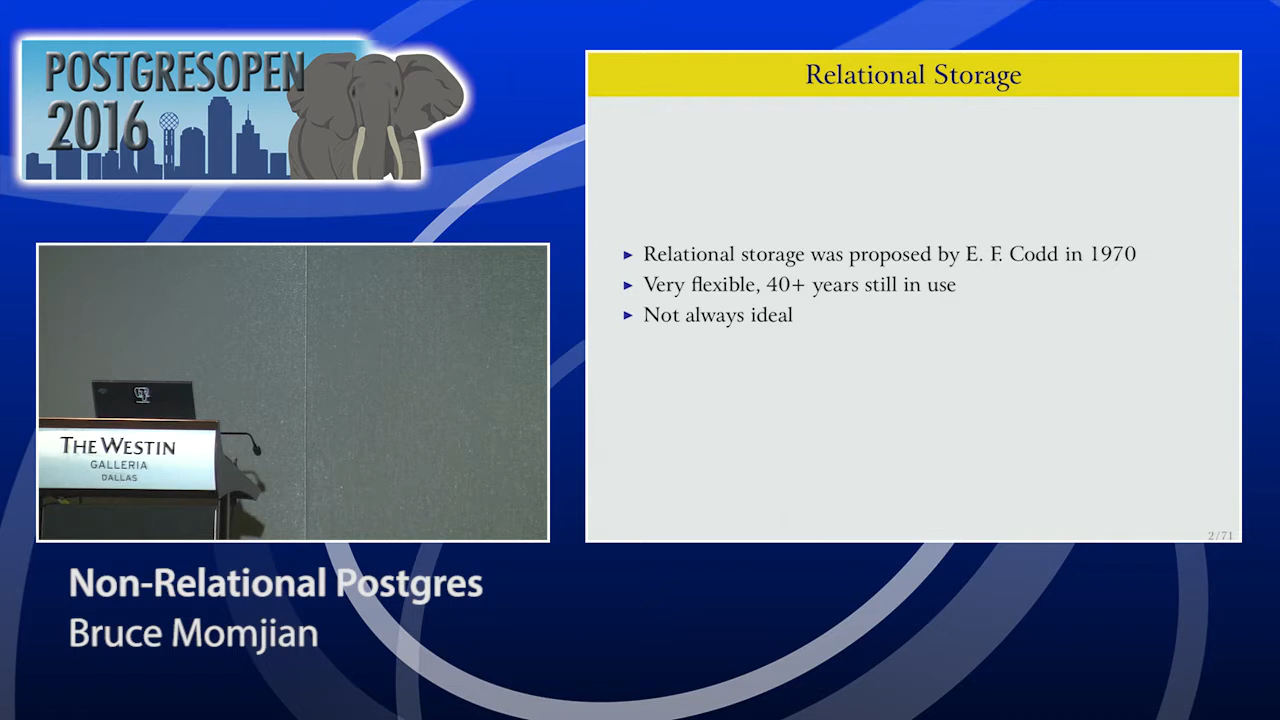 POSTGRESOPEN
2016
Relational Storage
▸ Relational storage was proposed by E. F. Codd in 1970
▸ Very flexible, 40+ years still in use
▸ Not always ideal
2/71
THE WESTIN
GALLERIA
DALLAS
Non-Relational Postgres
Bruce Momjian